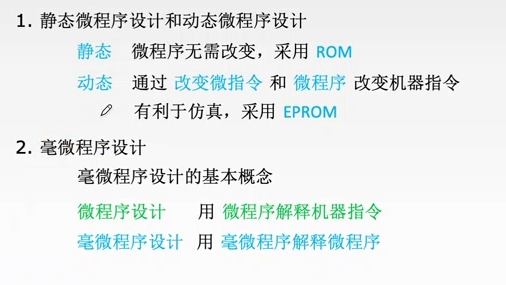 1. 静态微程序设计和动态微程序设计
静态 微程序无需改变，采用 ROM
动态 通过 改变微指令 和 微程序 改变机器指令
有利于仿真，采用 EPROM
2. 毫微程序设计
毫微程序设计的基本概念
微程序设计 用 微程序解释机器指令
毫微程序设计 用 毫微程序解释微程序